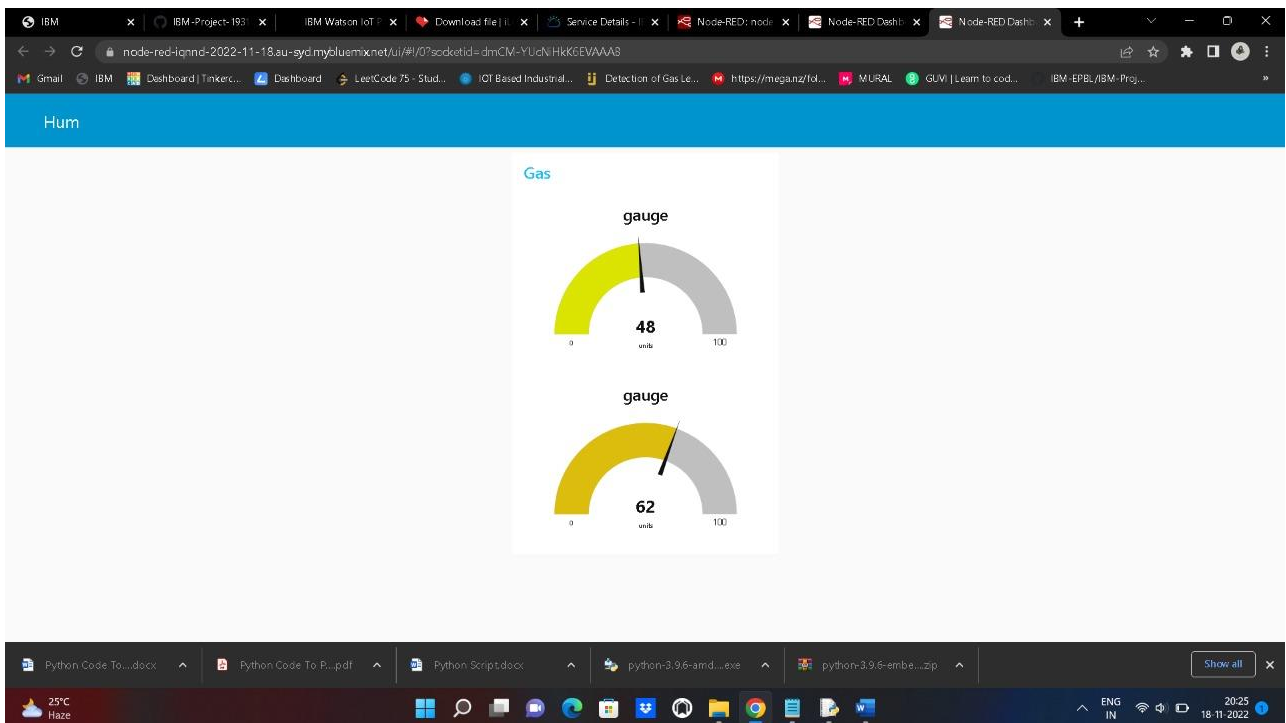 IBM
IBM-Project-1931
IBM Watson IoT P
Download file | iL
Service Details - I
Node-RED: node
Node-RED Dashb
Node-RED Dashb
node-red-iqnnd-2022-11-18.au-syd.mybluemix.net/ui/#!/0?socketid=dmCM-YUcNiHkK6EVAAAB
Gmail
IBM
Dashboard | Tinkerc...
Dashboard
LeetCode 75 - Stud...
IOT Based Industrial...
Detection of Gas Le...
https://mega.nz/fol...
MURAL
GUVI | Learn to cod...
IBM-EPBL/IBM-Proj...
»
Hum
Gas
gauge
48
units
0
100
gauge
62
units
0
100
Python Code To....docx
Python Code To P....pdf
Python Script.docx
python-3.9.6-amd....exe
python-3.9.6-embe....zip
Show all
25°C
Haze
ENG
IN
20:25
18-11-2022
1